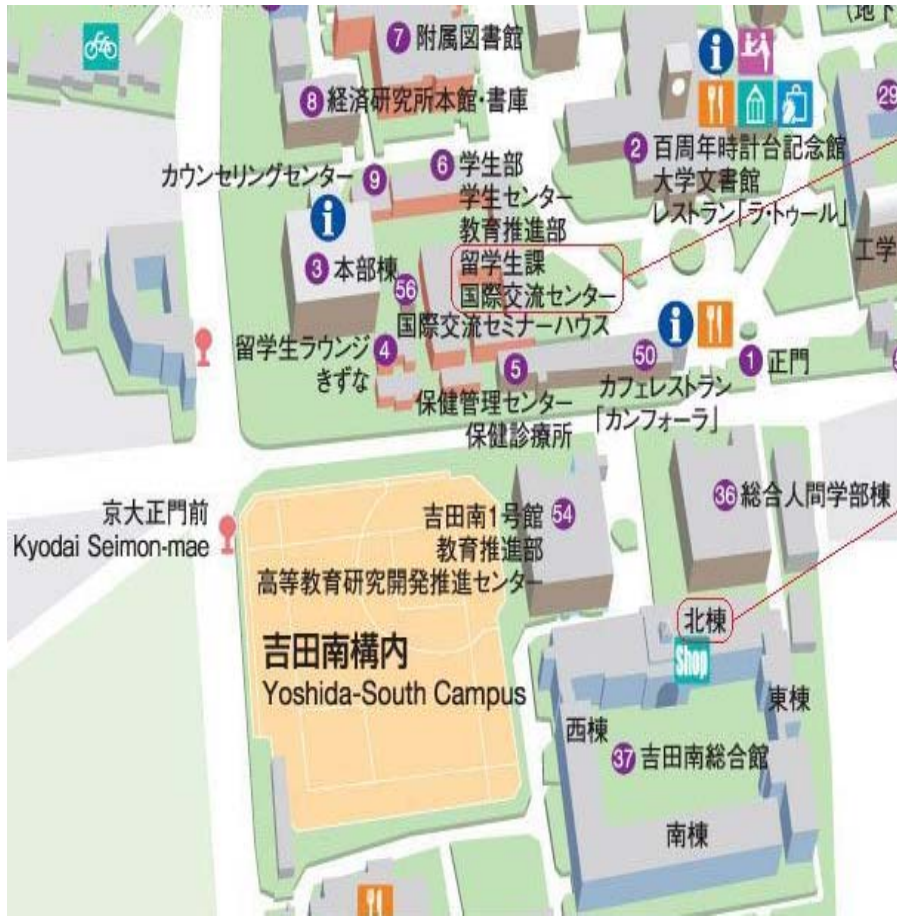 (地下
7 附属図書館
8 経済研究所本館・書庫
29
カウンセリングセンター 9
6 学生部
学生センター
教育推進部
留学生課
国際交流センター
2 百周年時計台記念館
大学文書館
レストラン「ラ・トゥール」
工学
3 本部棟
56
国際交流セミナーハウス
留学生ラウンジ 4
きずな
5
保健管理センター
保健診療所
50
カフェレストラン
「カンフォーラ」
1 正門
京大正門前
Kyodai Seimon-mae
吉田南1号館 54
教育推進部
高等教育研究開発推進センター
36 総合人間学部棟
吉田南構内
Yoshida-South Campus
北棟
Shop
西棟
東棟
37 吉田南総合館
南棟